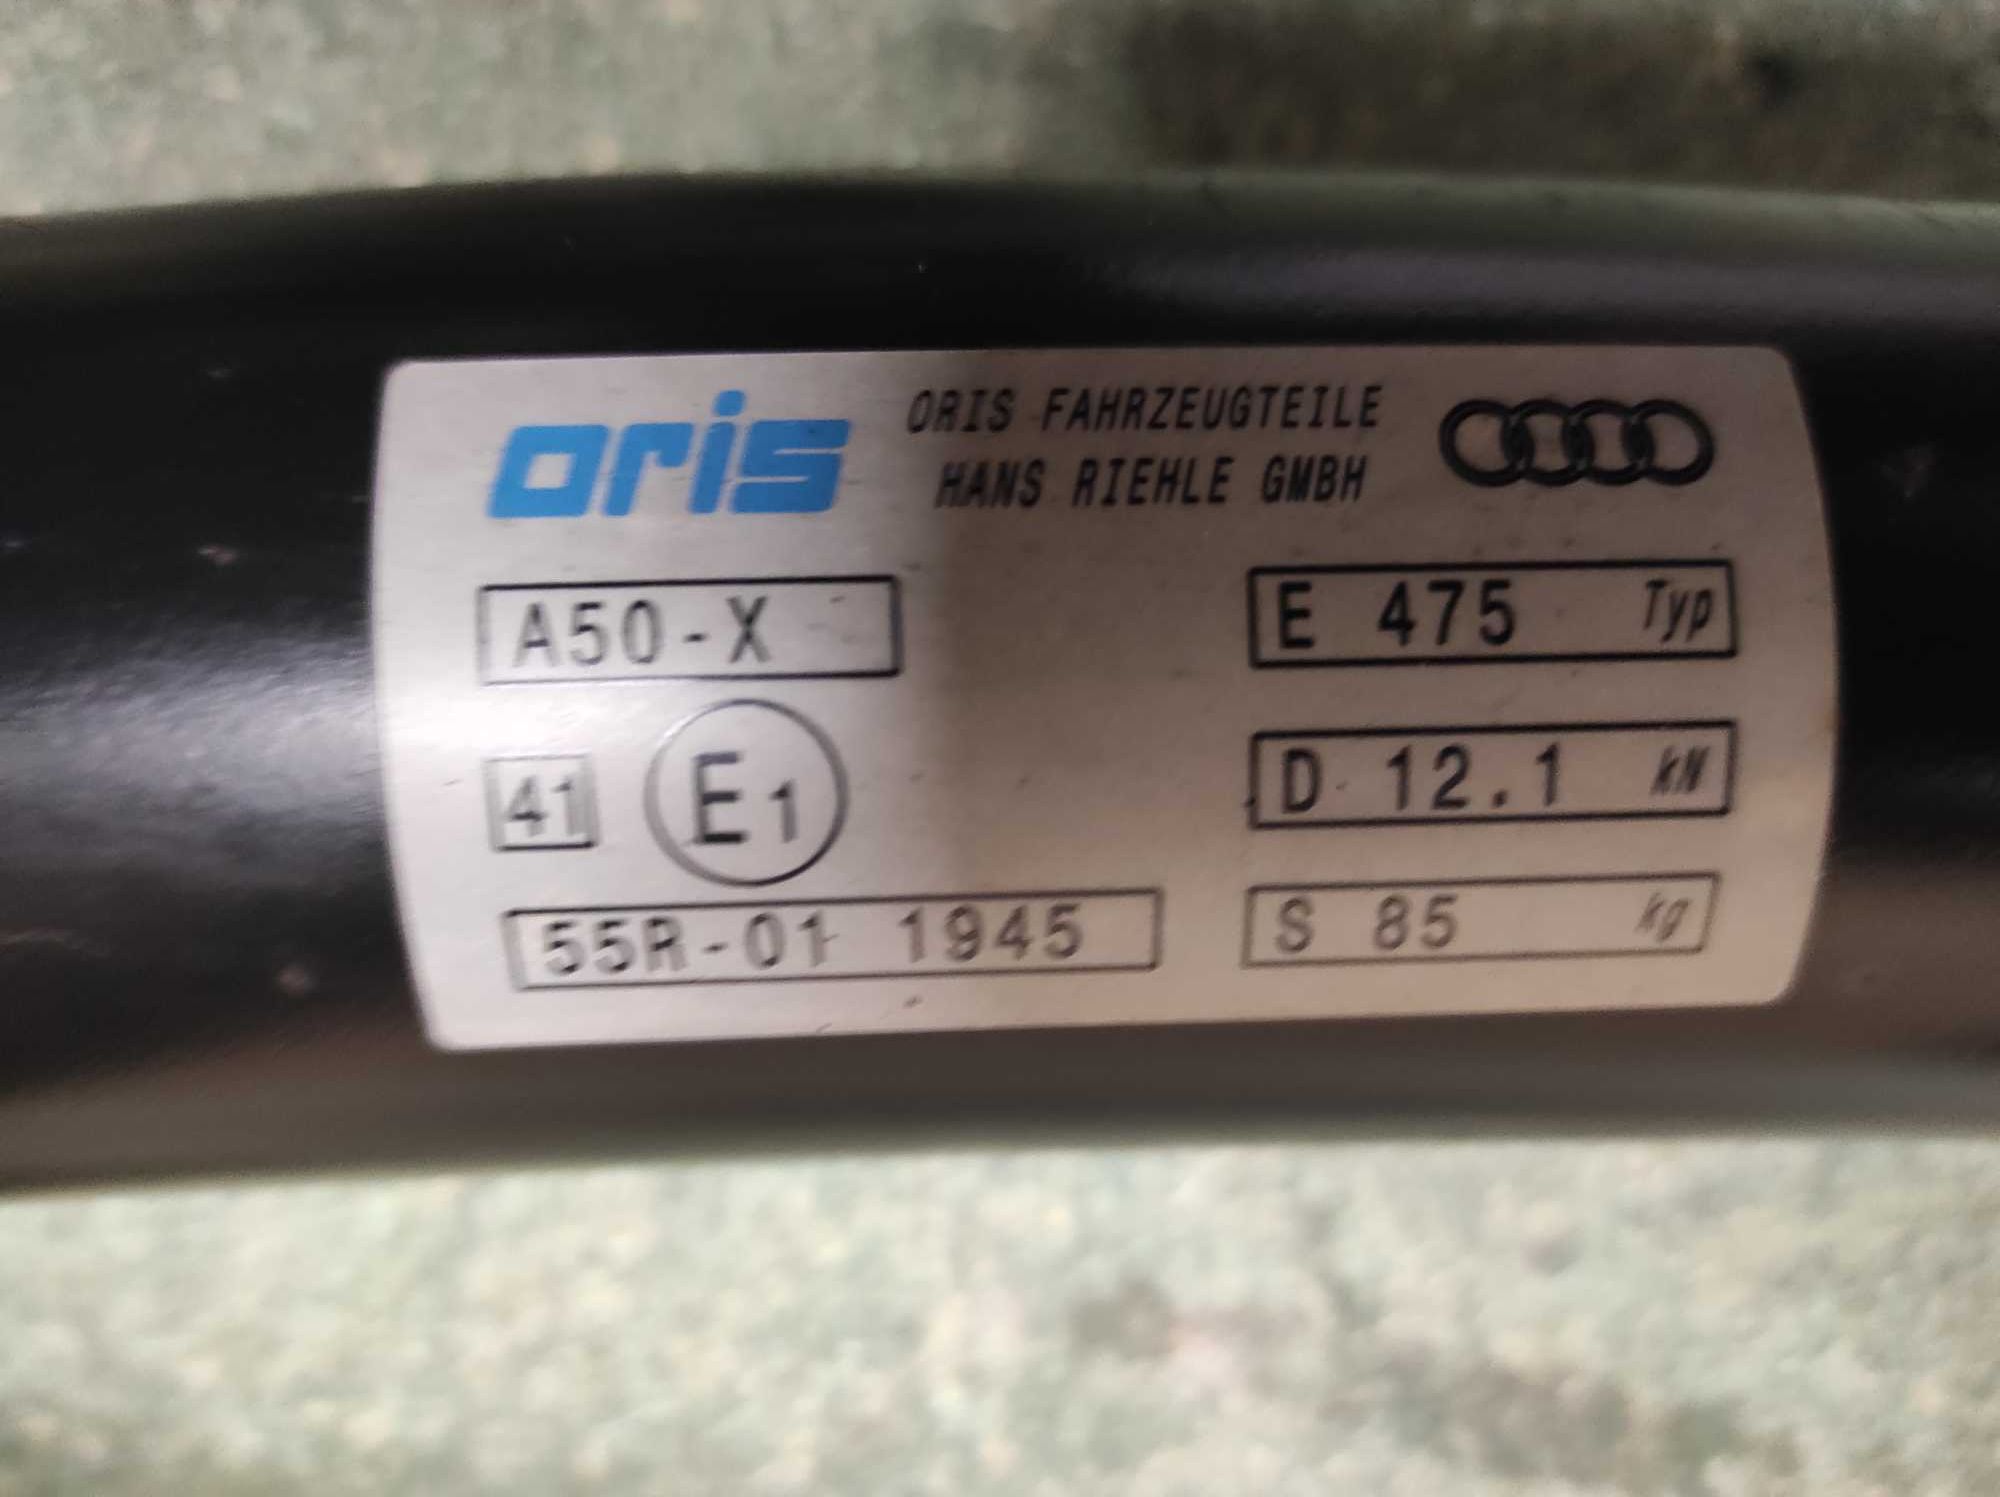 oris
ORIS FAHRZEUGTEILE
HANS RIEHLE GMBH
A50-X
E 475 Typ
41
E1
D 12.1 kN
55R-01 1945
S 85 kg